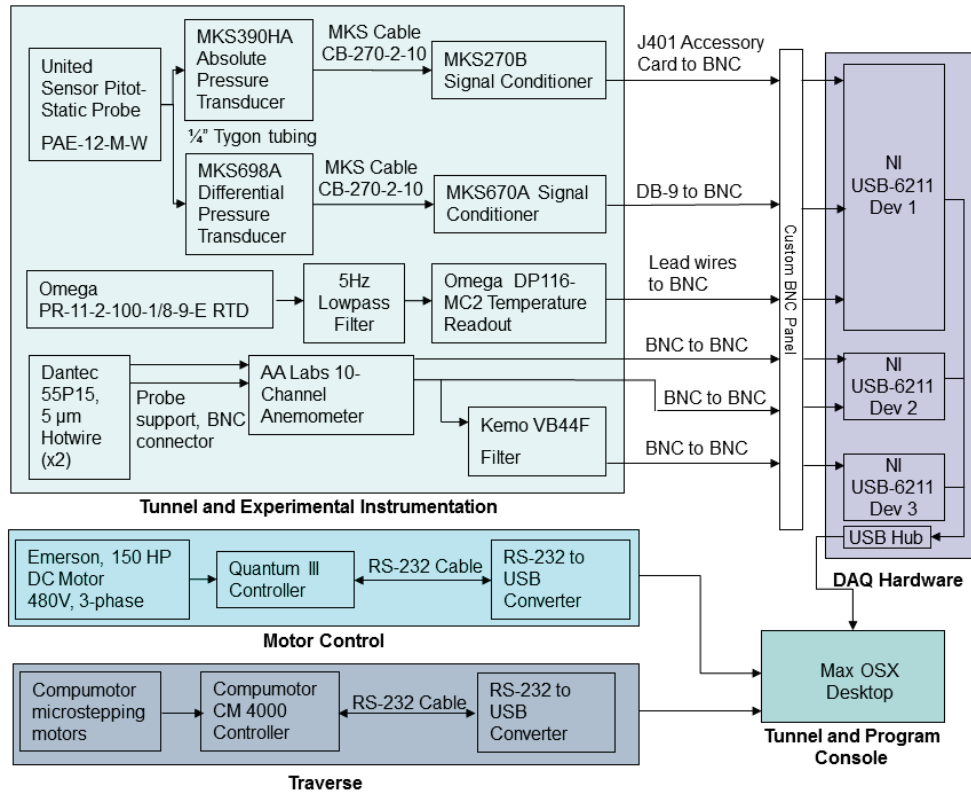 United
Sensor Pitot-
Static Probe
PAE-12-M-W
MKS390HA
Absolute
Pressure
Transducer
MKS Cable
CB-270-2-10
MKS270B
Signal Conditioner
J401 Accessory
Card to BNC
¼” Tygon tubing
MKS698A
Differential
Pressure
Transducer
MKS Cable
CB-270-2-10
MKS670A Signal
Conditioner
DB-9 to BNC
Omega
PR-11-2-100-1/8-9-E RTD
5Hz
Lowpass
Filter
Omega DP116-
MC2 Temperature
Readout
Lead wires
to BNC
Dantec
55P15,
5 µm
Hotwire
(x2)
Probe
support, BNC
connector
AA Labs 10-
Channel
Anemometer
BNC to BNC
BNC to BNC
Kemo VB44F
Filter
BNC to BNC
Tunnel and Experimental Instrumentation
Custom BNC Panel
NI
USB-6211
Dev 1
NI
USB-6211
Dev 2
NI
USB-6211
Dev 3
USB Hub
DAQ Hardware
Emerson, 150 HP
DC Motor
480V, 3-phase
Quantum III
Controller
RS-232 Cable
RS-232 to
USB
Converter
Motor Control
Compumotor
microstepping
motors
Compumotor
CM 4000
Controller
RS-232 Cable
RS-232 to
USB
Converter
Traverse
Max OSX
Desktop
Tunnel and Program
Console